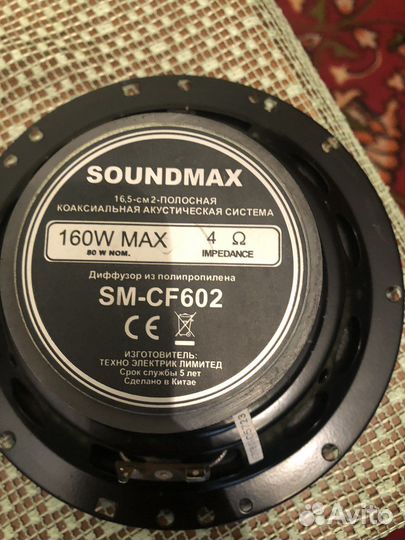 SOUNDMAX
16,5-см 2-ПОЛОСНАЯ
КОАКСИАЛЬНАЯ АКУСТИЧЕСКАЯ СИСТЕМА
160W MAX 4 Ω
80 W NOM. IMPEDANCE
Диффузор из полипропилена
SM-CF602
CE
ИЗГОТОВИТЕЛЬ:
ТЕХНО ЭЛЕКТРИК ЛИМИТЕД
Срок службы 5 лет
Сделано в Китае
Avito